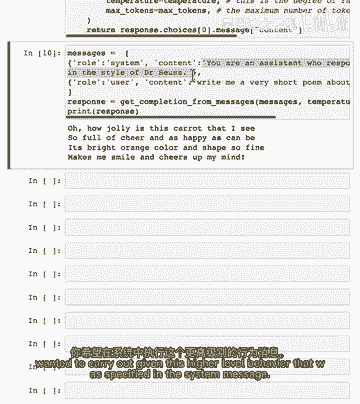 temperature=temperature, # this is the degree of ra
max_tokens=max_tokens, # the maximum number of toke
)
return response.choices[0].message["content"]
In [10]:
messages = [
{'role':'system', 'content':"You are an assistant who respo
in the style of Dr Seuss."},
{'role':'user', 'content':"write me a very short poem about
]
response = get_completion_from_messages(messages, temperatu
print(response)
Oh, how jolly is this carrot that I see
So full of cheer and as happy as can be
Its bright orange color and shape so fine
Makes me smile and cheers up my mind!
In [ ]:
In [ ]:
In [ ]:
In [ ]:
In [ ]:
In [ ]:
In [ ]:
In [ ]:
In [ ]:
In [ ]:
你希望在系统中执行这个更高级别的行为消息。
wanted to carry out given this higher level behavior that w
as specified in the system message.